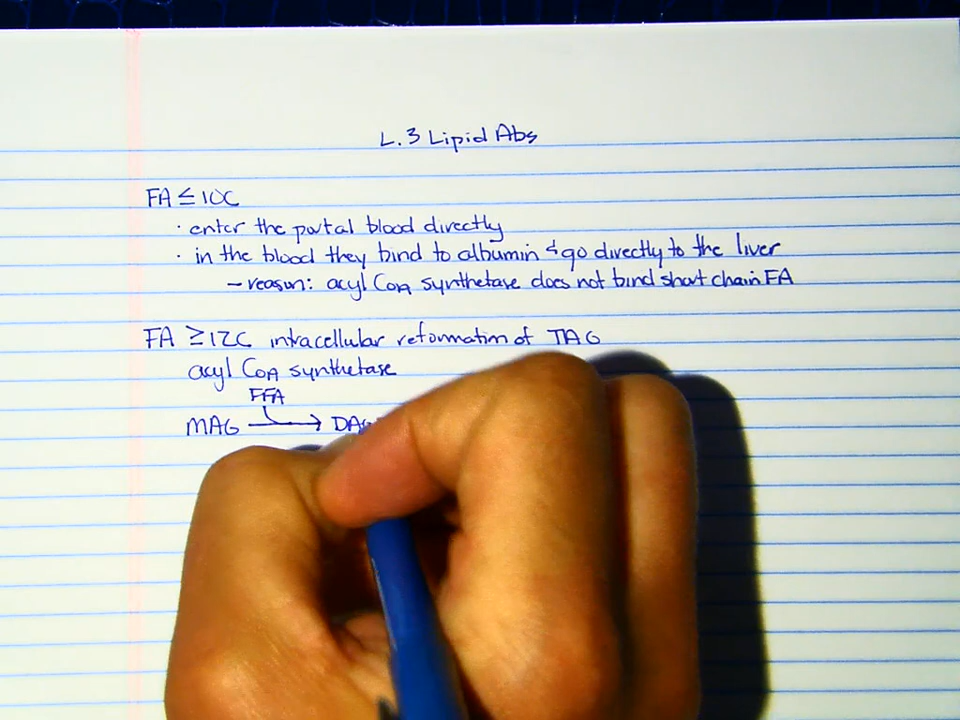 L.3 Lipid Abs
FA ≤ 10C
· enter the portal blood directly
· in the blood they bind to albumin & go directly to the liver
– reason: acyl CoA synthetase does not bind short chain FA
FA ≥12C intracellular reformation of TAG
acyl CoA synthetase
FFA
MAG → DAG